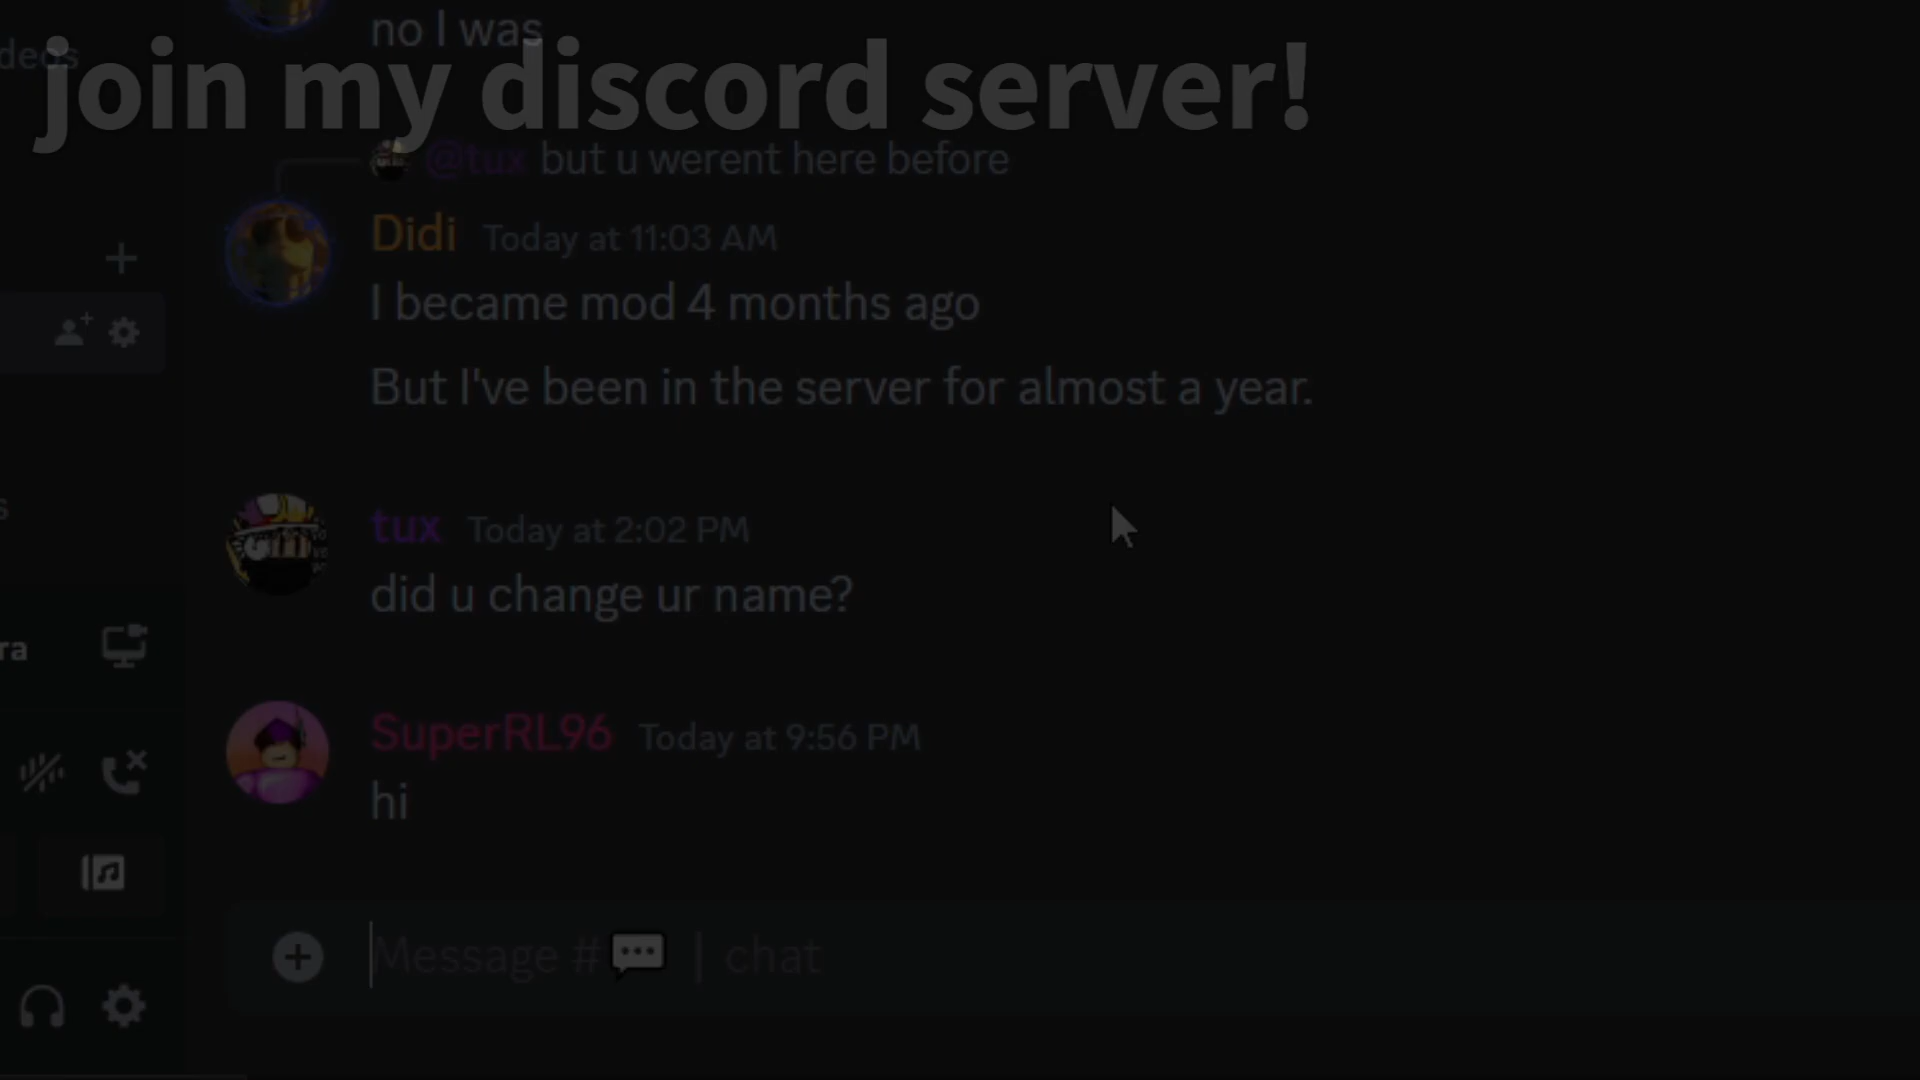 no I was
deos
join my discord server!
@tux but u werent here before
Didi Today at 11:03 AM
I became mod 4 months ago
But I've been in the server for almost a year.
s
tux Today at 2:02 PM
did u change ur name?
ra
SuperRL96 Today at 9:56 PM
hi
Message #💬 | chat